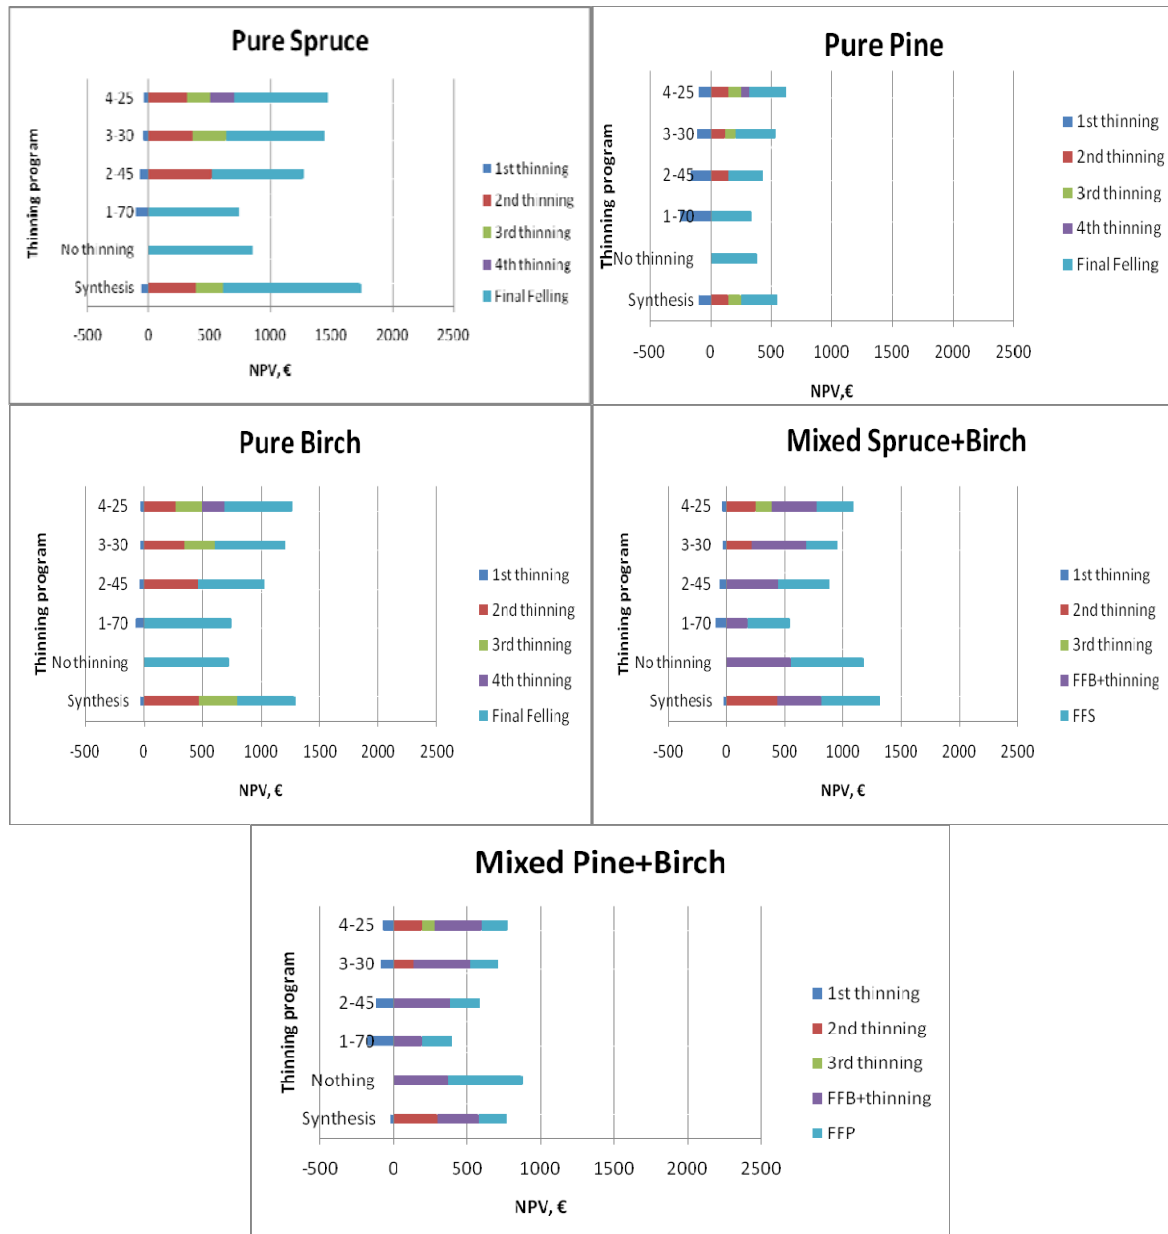 Pure Spruce
Thinning program
4-25
3-30
2-45
1-70
No thinning
Synthesis
-500 0 500 1000 1500 2000 2500
NPV, €
1st thinning
2nd thinning
3rd thinning
4th thinning
Final Felling
Pure Pine
Thinning program
4-25
3-30
2-45
1-70
No thinning
Synthesis
-500 0 500 1000 1500 2000 2500
NPV,€
1st thinning
2nd thinning
3rd thinning
4th thinning
Final Felling
Pure Birch
Thinning program
4-25
3-30
2-45
1-70
No thinning
Synthesis
-500 0 500 1000 1500 2000 2500
NPV, €
1st thinning
2nd thinning
3rd thinning
4th thinning
Final Felling
Mixed Spruce+Birch
Thinning program
4-25
3-30
2-45
1-70
No thinning
Synthesis
-500 0 500 1000 1500 2000 2500
NPV, €
1st thinning
2nd thinning
3rd thinning
FFB+thinning
FFS
Mixed Pine+Birch
Thinning program
4-25
3-30
2-45
1-70
Nothing
Synthesis
-500 0 500 1000 1500 2000 2500
NPV, €
1st thinning
2nd thinning
3rd thinning
FFB+thinning
FFP